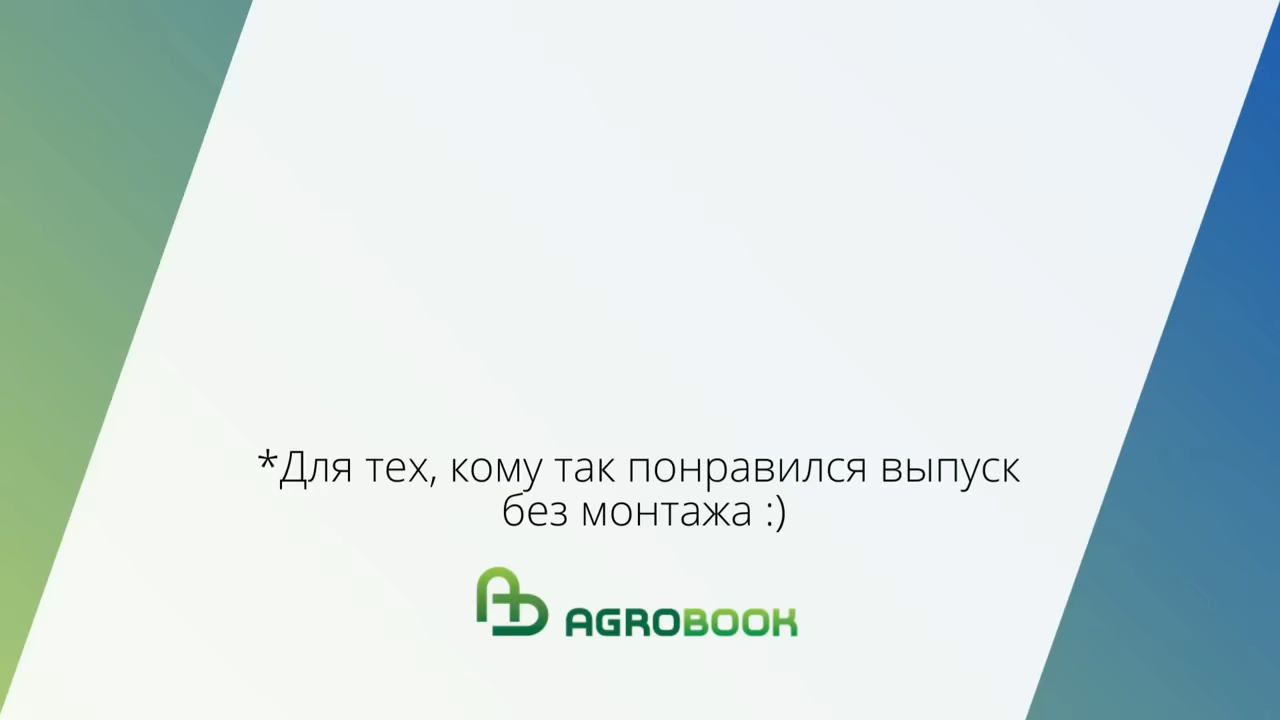 *Для тех, кому так понравился выпуск
без монтажа :)
AGROBOOK